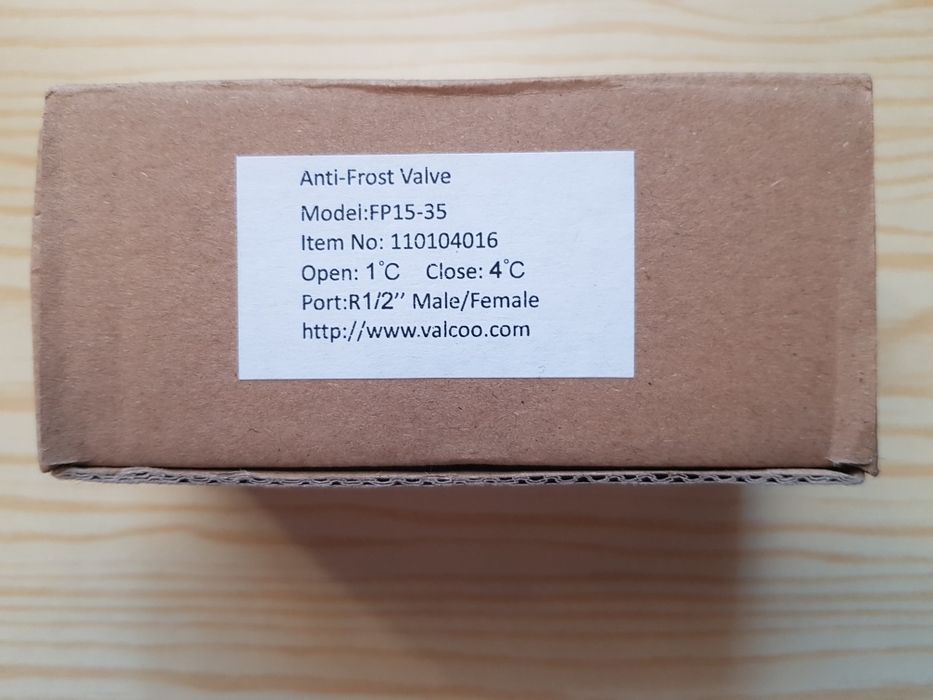 Anti-Frost Valve
Model:FP15-35
Item No: 110104016
Open: 1°C Close: 4°C
Port:R1/2’’ Male/Female
http://www.valcoo.com